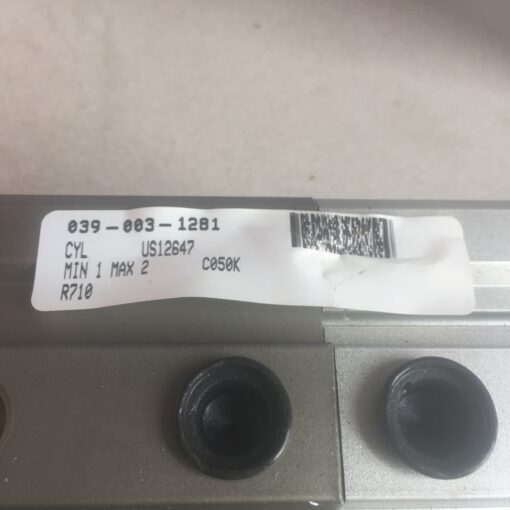 039-003-1281
CYL US12647
MIN 1 MAX 2 C050K
R710